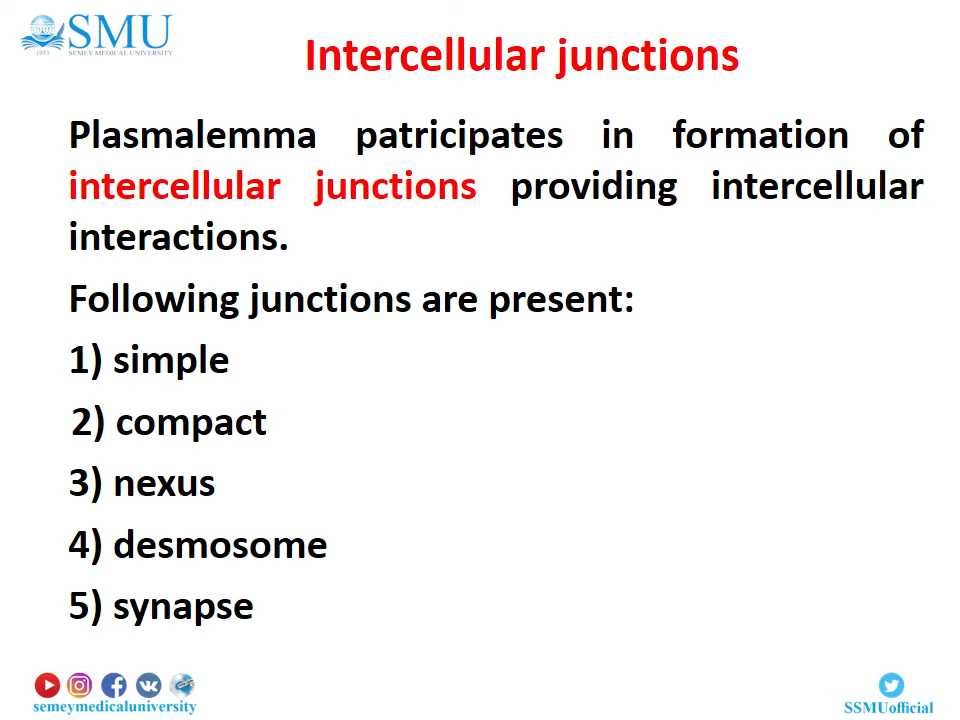 SMU
SEMEY MEDICAL UNIVERSITY
1953
Intercellular junctions
Plasmalemma patricipates in formation of
intercellular junctions providing intercellular
interactions.
Following junctions are present:
1) simple
2) compact
3) nexus
4) desmosome
5) synapse
semeymedicaluniversity
SSMUofficial